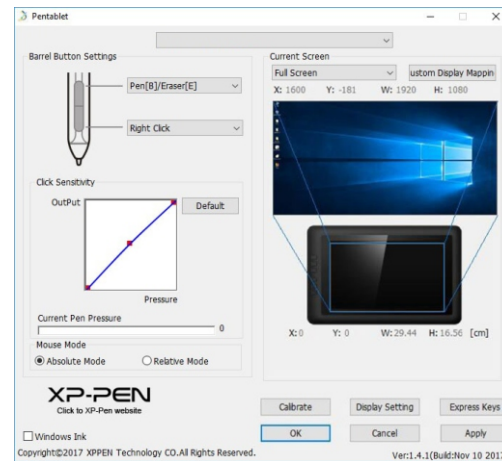 Pentablet
Barrel Button Settings
Pen[B]/Eraser[E]
Right Click
Click Sensitivity
OutPut
Default
Pressure
Current Pen Pressure
0
Mouse Mode
Absolute Mode
Relative Mode
XP-PEN
Click to XP-Pen website
Windows Ink
Copyright©2017 XPPEN Technology CO.All Rights Reserved.
Current Screen
Full Screen
ustom Display Mappin
X: 1600 Y: -181 W: 1920 H: 1080
X: 0 Y: 0 W: 29.44 H: 16.56 [cm]
Calibrate
Display Setting
Express Keys
OK
Cancel
Apply
Ver:1.4.1(Build:Nov 10 201